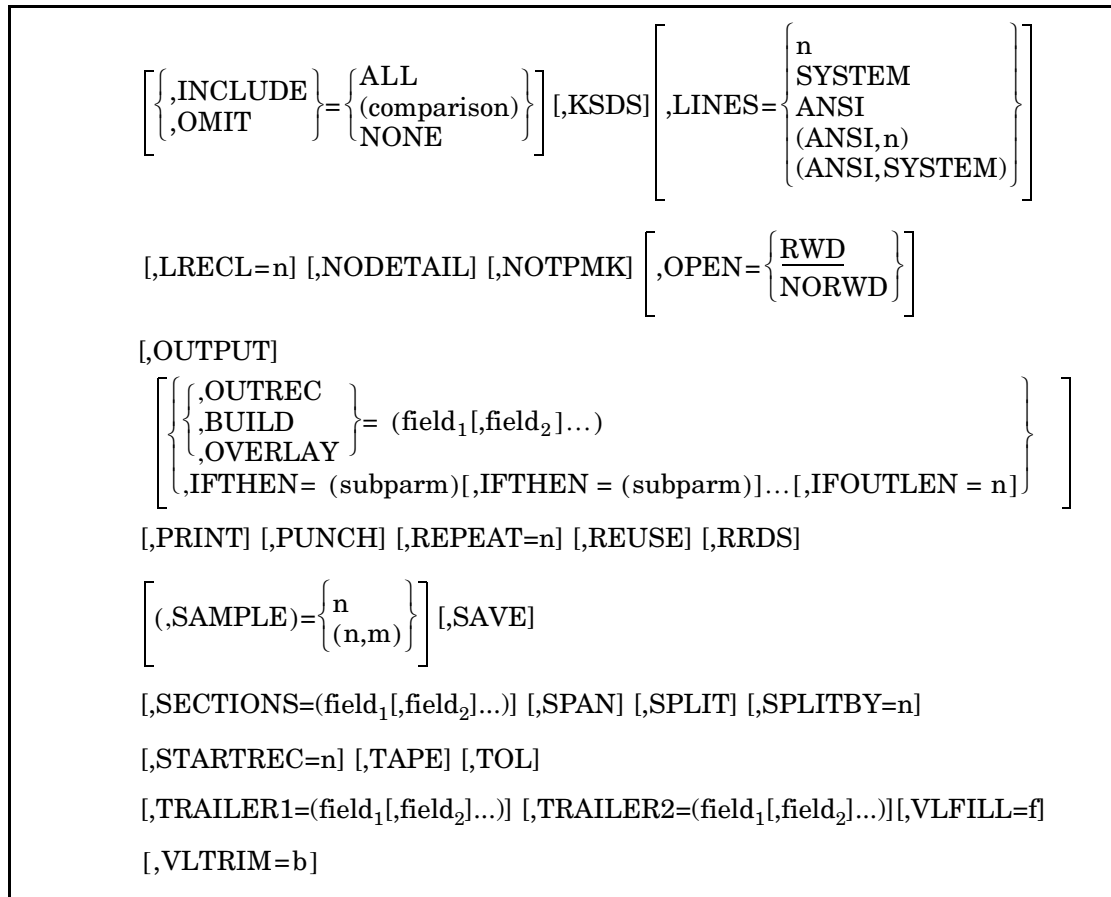 [{,INCLUDE ,OMIT}={ALL (comparison) NONE}] [,KSDS] [,LINES={n SYSTEM ANSI (ANSI,n) (ANSI,SYSTEM)}]
[,LRECL=n] [,NODETAIL] [,NOTPMK] [,OPEN={RWD NORWD}]
[,OUTPUT]
[{{,OUTREC
,BUILD
,OVERLAY}= (field1[,field2]…)
,IFTHEN= (subparm)[,IFTHEN = (subparm)]…[,IFOUTLEN = n]}]
[,PRINT] [,PUNCH] [,REPEAT=n] [,REUSE] [,RRDS]
[(,SAMPLE)={n (n,m)}] [,SAVE]
[,SECTIONS=(field1[,field2]...)] [,SPAN] [,SPLIT] [,SPLITBY=n]
[,STARTREC=n] [,TAPE] [,TOL]
[,TRAILER1=(field1[,field2]...)] [,TRAILER2=(field1[,field2]...)][,VLFILL=f]
[,VLTRIM=b]